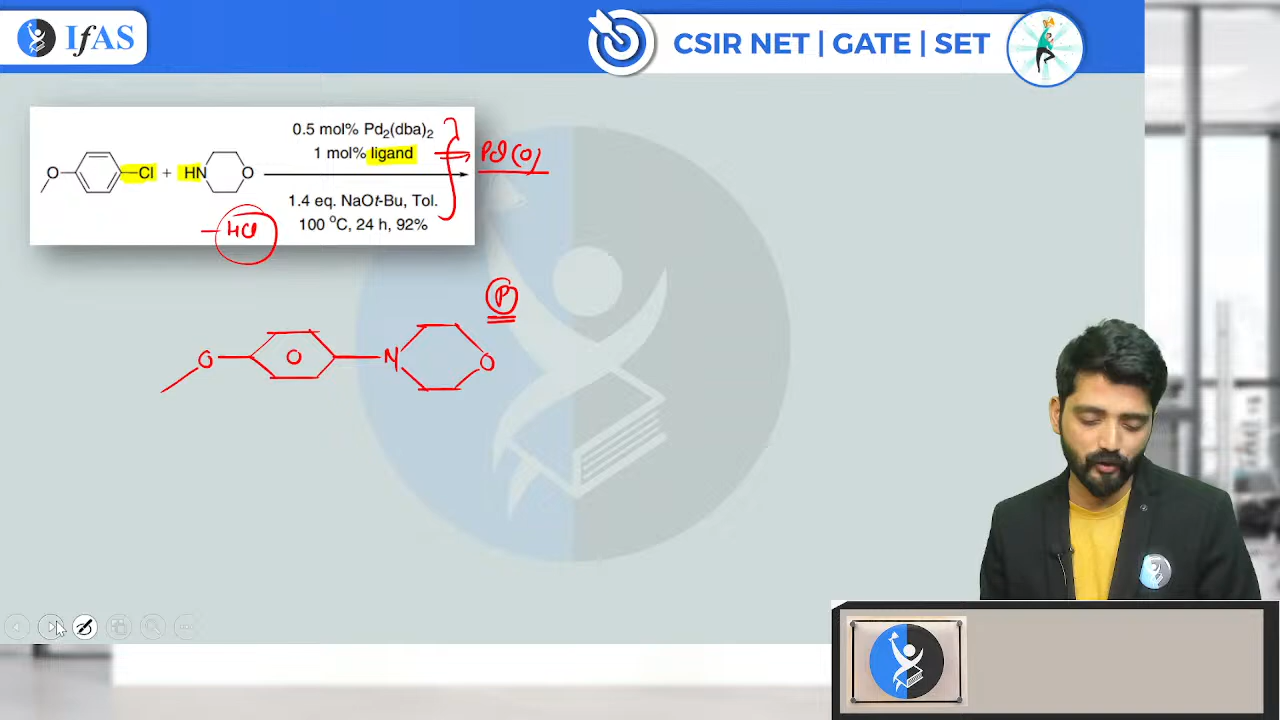 IfAS
CSIR NET | GATE | SET
0.5 mol% Pd2(dba)2
1 mol% ligand
Pd(0)
O
Cl + HN
O
1.4 eq. NaOt-Bu, Tol.
100 °C, 24 h, 92%
- HCl
P
O
O
N
O